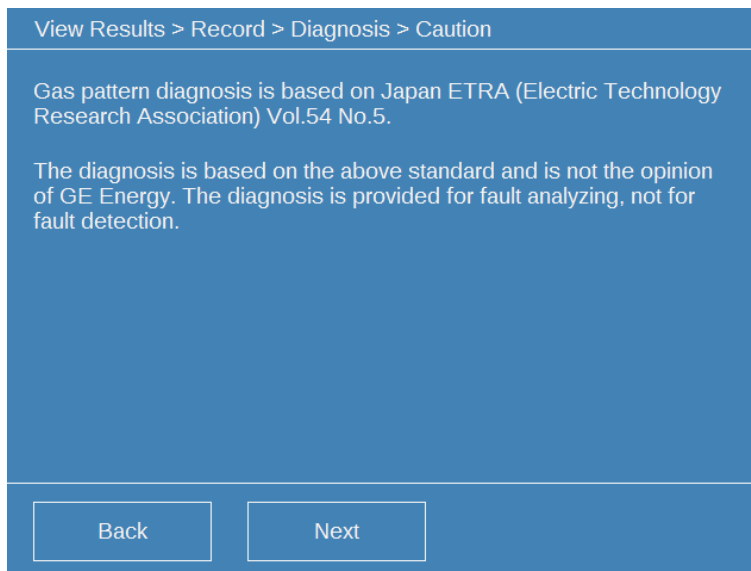 View Results > Record > Diagnosis > Caution
Gas pattern diagnosis is based on Japan ETRA (Electric Technology
Research Association) Vol.54 No.5.
The diagnosis is based on the above standard and is not the opinion
of GE Energy. The diagnosis is provided for fault analyzing, not for
fault detection.
Back
Next